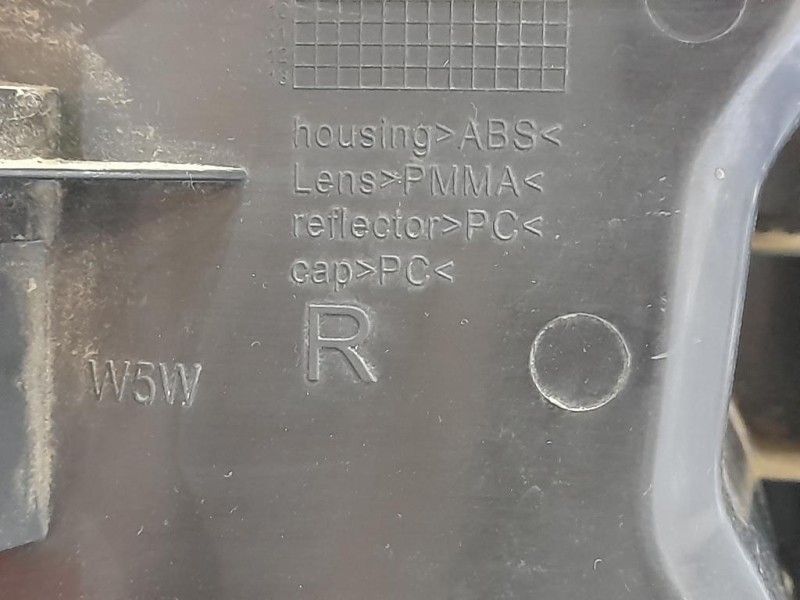 housing>ABS<
Lens>PMMA<
reflector>PC<
cap>PC<
R
W5W